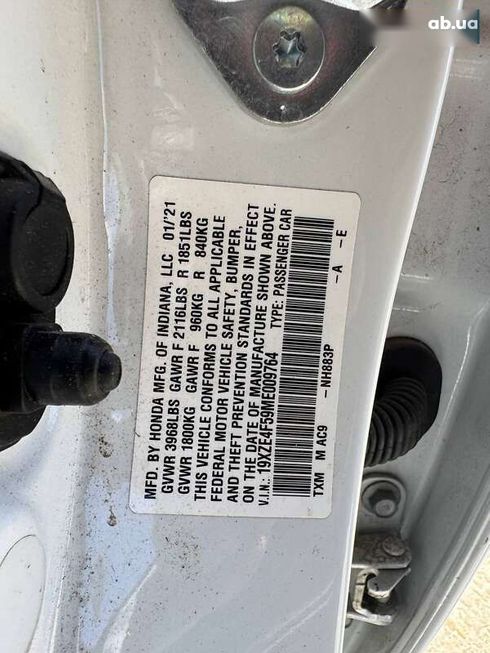 ab.ua
MFD. BY HONDA MFG. OF INDIANA, LLC 01/'21
GVWR 3968LBS GAWR F 2116LBS R 1851LBS
GVWR 1800KG GAWR F 960KG R 840KG
THIS VEHICLE CONFORMS TO ALL APPLICABLE
FEDERAL MOTOR VEHICLE SAFETY, BUMPER,
AND THEFT PREVENTION STANDARDS IN EFFECT
ON THE DATE OF MANUFACTURE SHOWN ABOVE.
V.I.N.: 19XZE4F59ME009764 TYPE: PASSENGER CAR
TXM M AC9 – NH883P – A – E